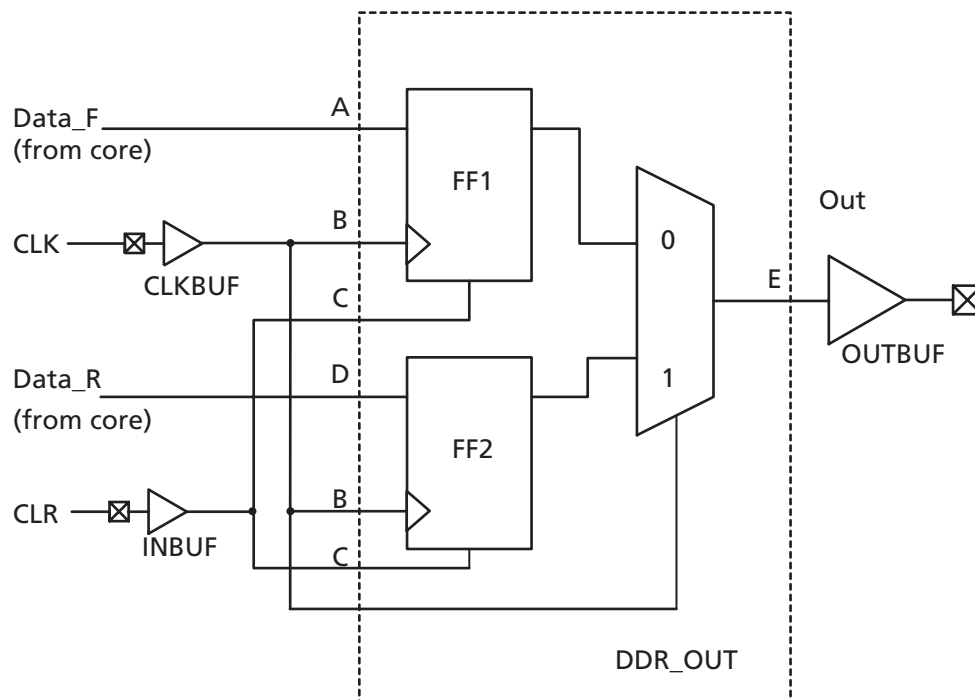 A
Data_F
(from core)
FF1
B
CLK
CLKBUF
0
Out
C
E
OUTBUF
D
Data_R
(from core)
1
FF2
B
CLR
INBUF
C
DDR_OUT